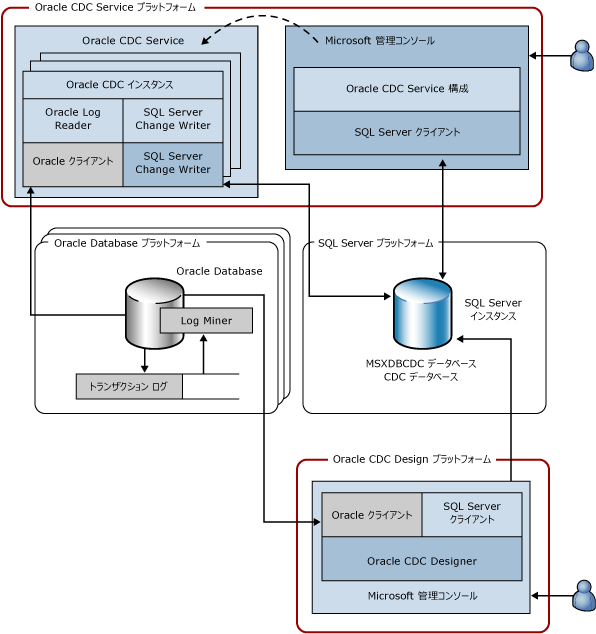 Oracle CDC Service プラットフォーム
Oracle CDC Service
Oracle CDC インスタンス
Oracle Log
Reader
SQL Server
Change Writer
Oracle クライアント
SQL Server
Change Writer
Microsoft 管理コンソール
Oracle CDC Service 構成
SQL Server クライアント
Oracle Database プラットフォーム
Oracle Database
Log Miner
トランザクション ログ
SQL Server プラットフォーム
SQL Server
インスタンス
MSXDBCDC データベース
CDC データベース
Oracle CDC Design プラットフォーム
Oracle クライアント
SQL Server
クライアント
Oracle CDC Designer
Microsoft 管理コンソール